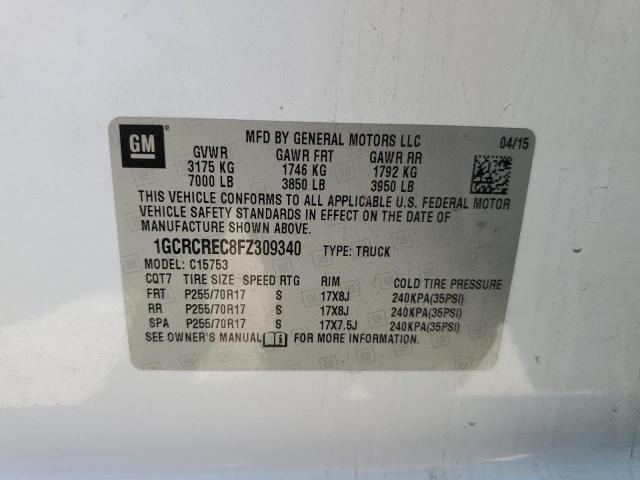 GM ®
MFD BY GENERAL MOTORS LLC 04/15
GVWR GAWR FRT GAWR RR
3175 KG 1746 KG 1792 KG
7000 LB 3850 LB 3950 LB
THIS VEHICLE CONFORMS TO ALL APPLICABLE U.S. FEDERAL MOTOR
VEHICLE SAFETY STANDARDS IN EFFECT ON THE DATE OF
MANUFACTURE SHOWN ABOVE.
1GCRCREC8FZ309340 TYPE: TRUCK
MODEL: C15753
CQT7 TIRE SIZE SPEED RTG RIM COLD TIRE PRESSURE
FRT P255/70R17 S 17X8J 240KPA(35PSI)
RR P255/70R17 S 17X8J 240KPA(35PSI)
SPA P255/70R17 S 17X7.5J 240KPA(35PSI)
SEE OWNER'S MANUAL FOR MORE INFORMATION.